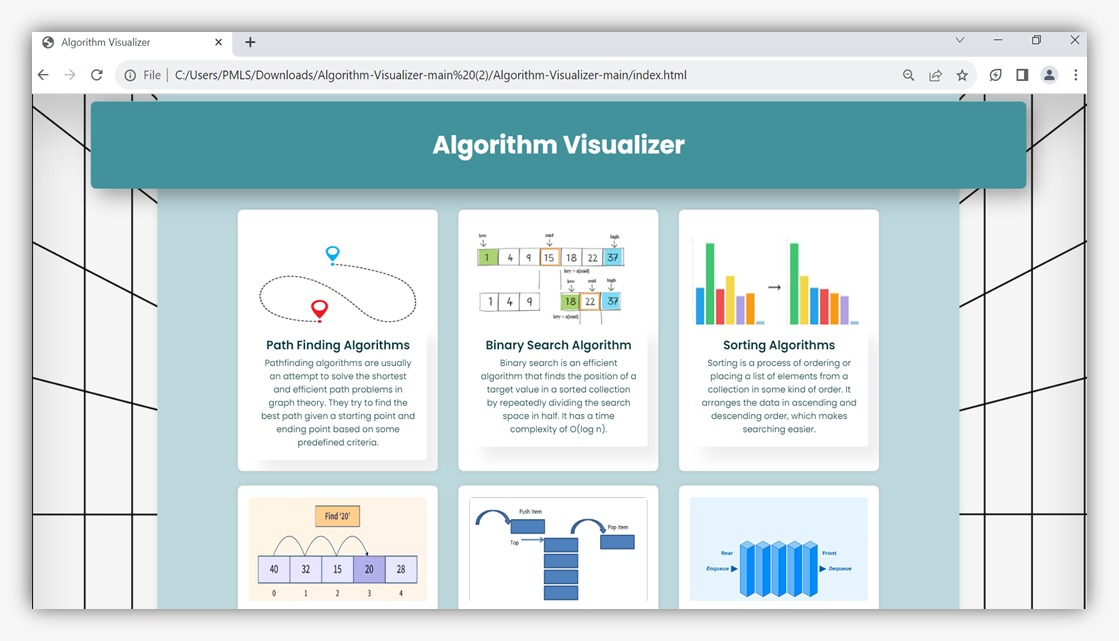 Algorithm Visualizer
File
C:/Users/PMLS/Downloads/Algorithm-Visualizer-main%20(2)/Algorithm-Visualizer-main/index.html
Algorithm Visualizer
low mid high
1 4 9 15 18 22 37
key > a[mid]
low mid high
1 4 9 18 22 37
key < a[mid]
Path Finding Algorithms
Pathfinding algorithms are usually
an attempt to solve the shortest
and efficient path problems in
graph theory. They try to find the
best path given a starting point and
ending point based on some
predefined criteria.
Binary Search Algorithm
Binary search is an efficient
algorithm that finds the position of a
target value in a sorted collection
by repeatedly dividing the search
space in half. It has a time
complexity of O(log n).
Sorting Algorithms
Sorting is a process of ordering or
placing a list of elements from a
collection in some kind of order. It
arranges the data in ascending and
descending order, which makes
searching easier.
Find '20'
40 32 15 20 28
0 1 2 3 4
Push Item
Pop Item
Top
Rear Front
Enqueue Dequeue